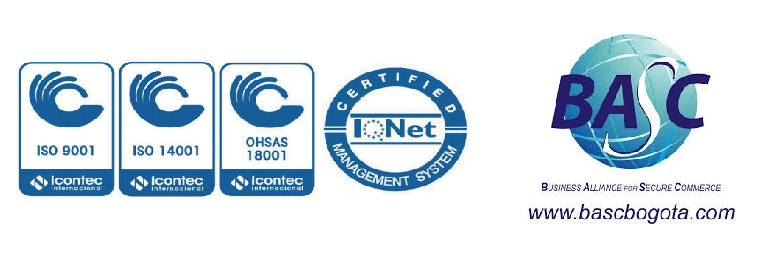 ISO 9001
icontec
internacional
ISO 14001
icontec
internacional
OHSAS
18001
icontec
internacional
CERTIFIED
IQNet
MANAGEMENT SYSTEM
BASC
BUSINESS ALLIANCE FOR SECURE COMMERCE
www.bascbogota.com